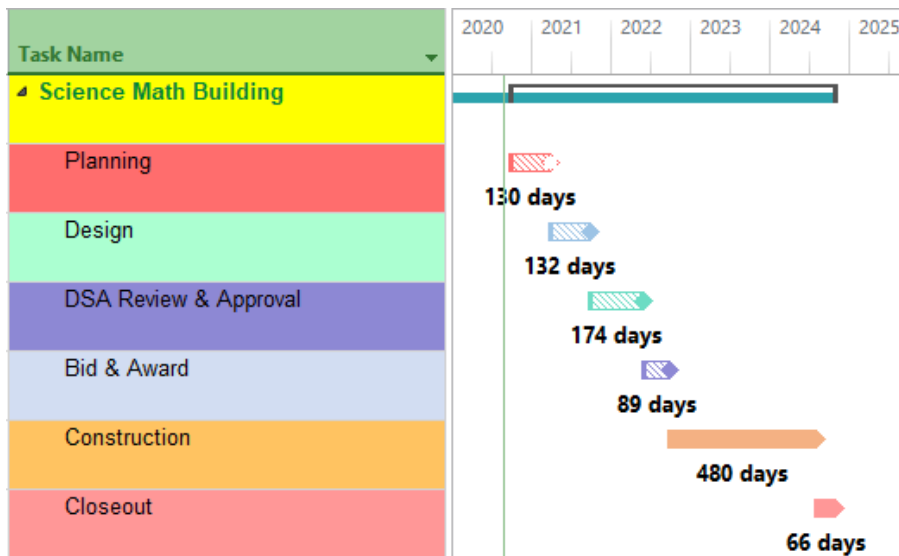 Task Name
2020 2021 2022 2023 2024 2025
Science Math Building
Planning
130 days
Design
132 days
DSA Review & Approval
174 days
Bid & Award
89 days
Construction
480 days
Closeout
66 days